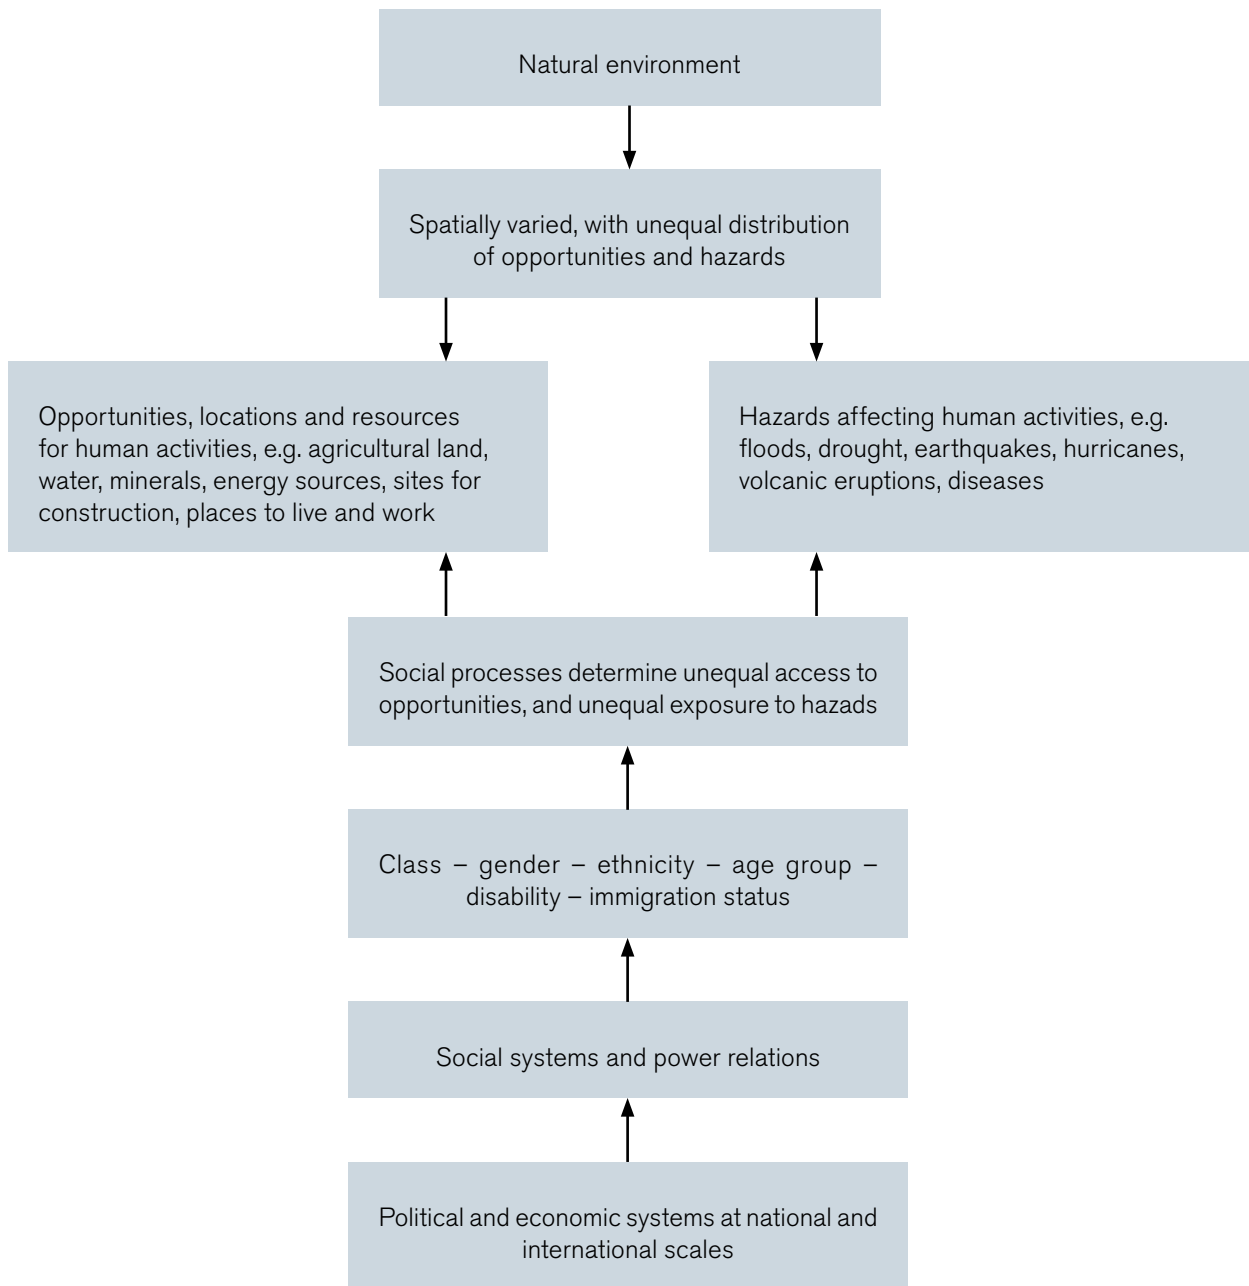 Natural environment
Spatially varied, with unequal distribution
of opportunities and hazards
Opportunities, locations and resources
for human activities, e.g. agricultural land,
water, minerals, energy sources, sites for
construction, places to live and work
Hazards affecting human activities, e.g.
floods, drought, earthquakes, hurricanes,
volcanic eruptions, diseases
Social processes determine unequal access to
opportunities, and unequal exposure to hazads
Class – gender – ethnicity – age group –
disability – immigration status
Social systems and power relations
Political and economic systems at national and
international scales